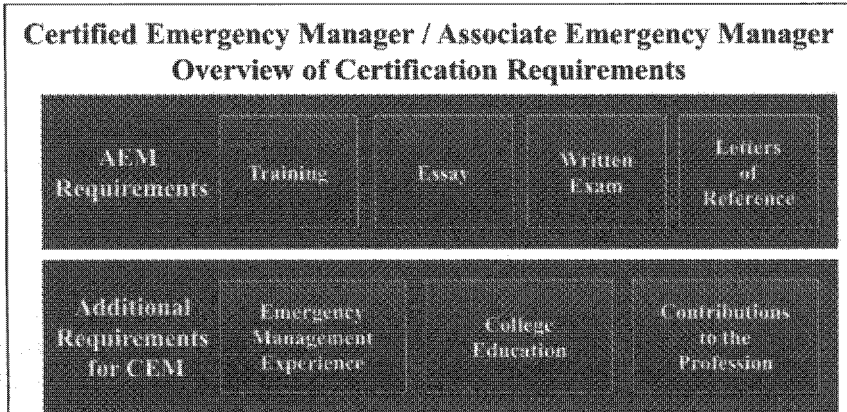 Certified Emergency Manager / Associate Emergency Manager
Overview of Certification Requirements
AEM
Requirements
Training
Essay
Written
Exam
Letters
of
Reference
Additional
Requirements
for CEM
Emergency
Management
Experience
College
Education
Contributions
to the
Profession